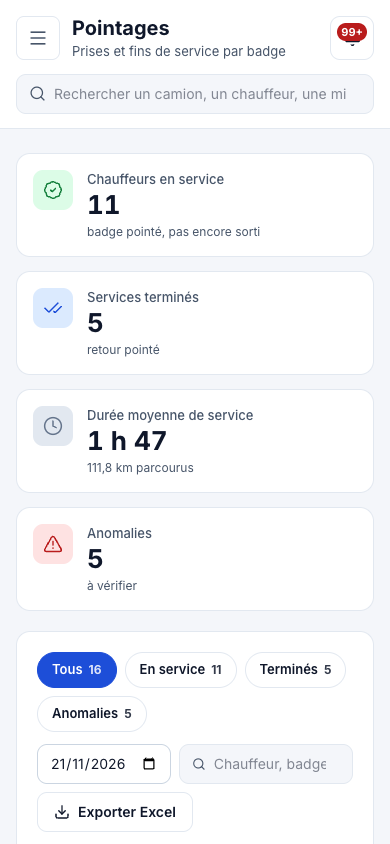 Pointages
Prises et fins de service par badge
99+
Rechercher un camion, un chauffeur, une mi
Chauffeurs en service
11
badge pointé, pas encore sorti
Services terminés
5
retour pointé
Durée moyenne de service
1 h 47
111,8 km parcourus
Anomalies
5
à vérifier
Tous 16
En service 11
Terminés 5
Anomalies 5
21/11/2026
Chauffeur, badge
Exporter Excel